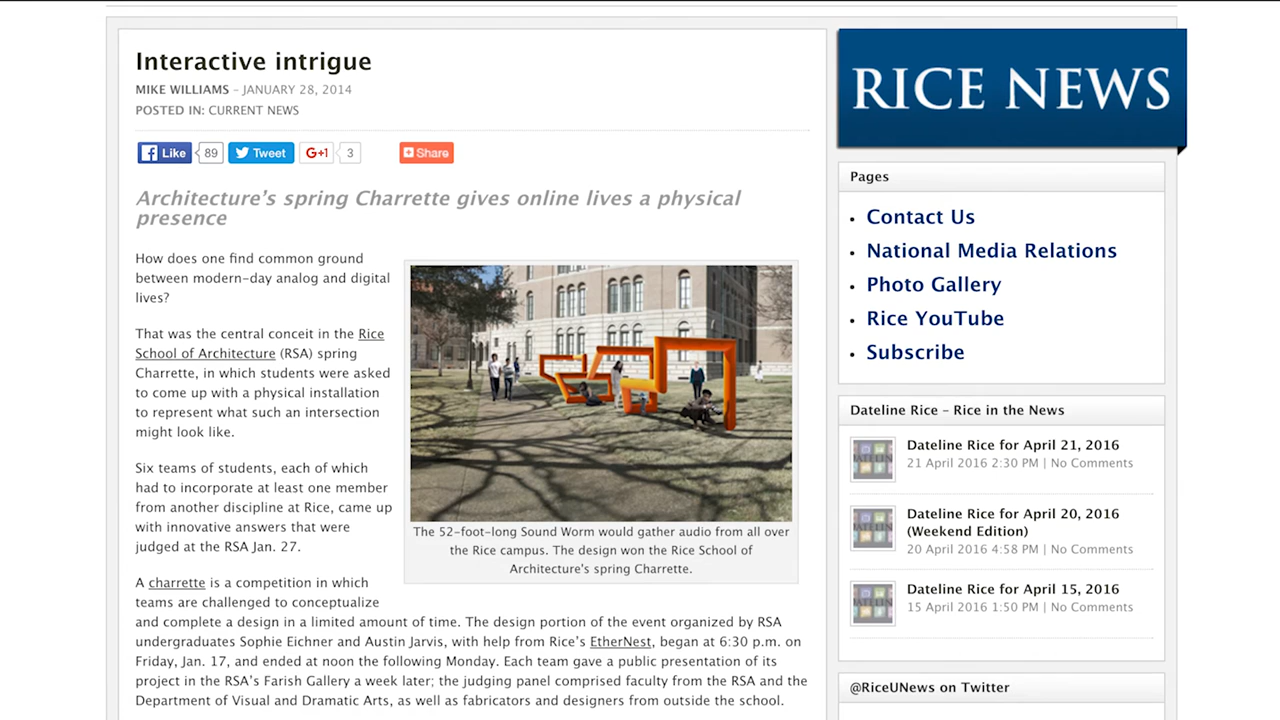 Interactive intrigue
MIKE WILLIAMS – JANUARY 28, 2014
POSTED IN: CURRENT NEWS
Like
89
Tweet
G+1
3
Share
Architecture's spring Charrette gives online lives a physical
presence
How does one find common ground
between modern-day analog and digital
lives?
That was the central conceit in the Rice
School of Architecture (RSA) spring
Charrette, in which students were asked
to come up with a physical installation
to represent what such an intersection
might look like.
Six teams of students, each of which
had to incorporate at least one member
from another discipline at Rice, came up
with innovative answers that were
judged at the RSA Jan. 27.
The 52-foot-long Sound Worm would gather audio from all over
the Rice campus. The design won the Rice School of
Architecture's spring Charrette.
A charrette is a competition in which
teams are challenged to conceptualize
and complete a design in a limited amount of time. The design portion of the event organized by RSA
undergraduates Sophie Eichner and Austin Jarvis, with help from Rice's EtherNest, began at 6:30 p.m. on
Friday, Jan. 17, and ended at noon the following Monday. Each team gave a public presentation of its
project in the RSA's Farish Gallery a week later; the judging panel comprised faculty from the RSA and the
Department of Visual and Dramatic Arts, as well as fabricators and designers from outside the school.
RICE NEWS
Pages
Contact Us
National Media Relations
Photo Gallery
Rice YouTube
Subscribe
Dateline Rice – Rice in the News
Dateline Rice for April 21, 2016
21 April 2016 2:30 PM | No Comments
Dateline Rice for April 20, 2016
(Weekend Edition)
20 April 2016 4:58 PM | No Comments
Dateline Rice for April 15, 2016
15 April 2016 1:50 PM | No Comments
@RiceUNews on Twitter